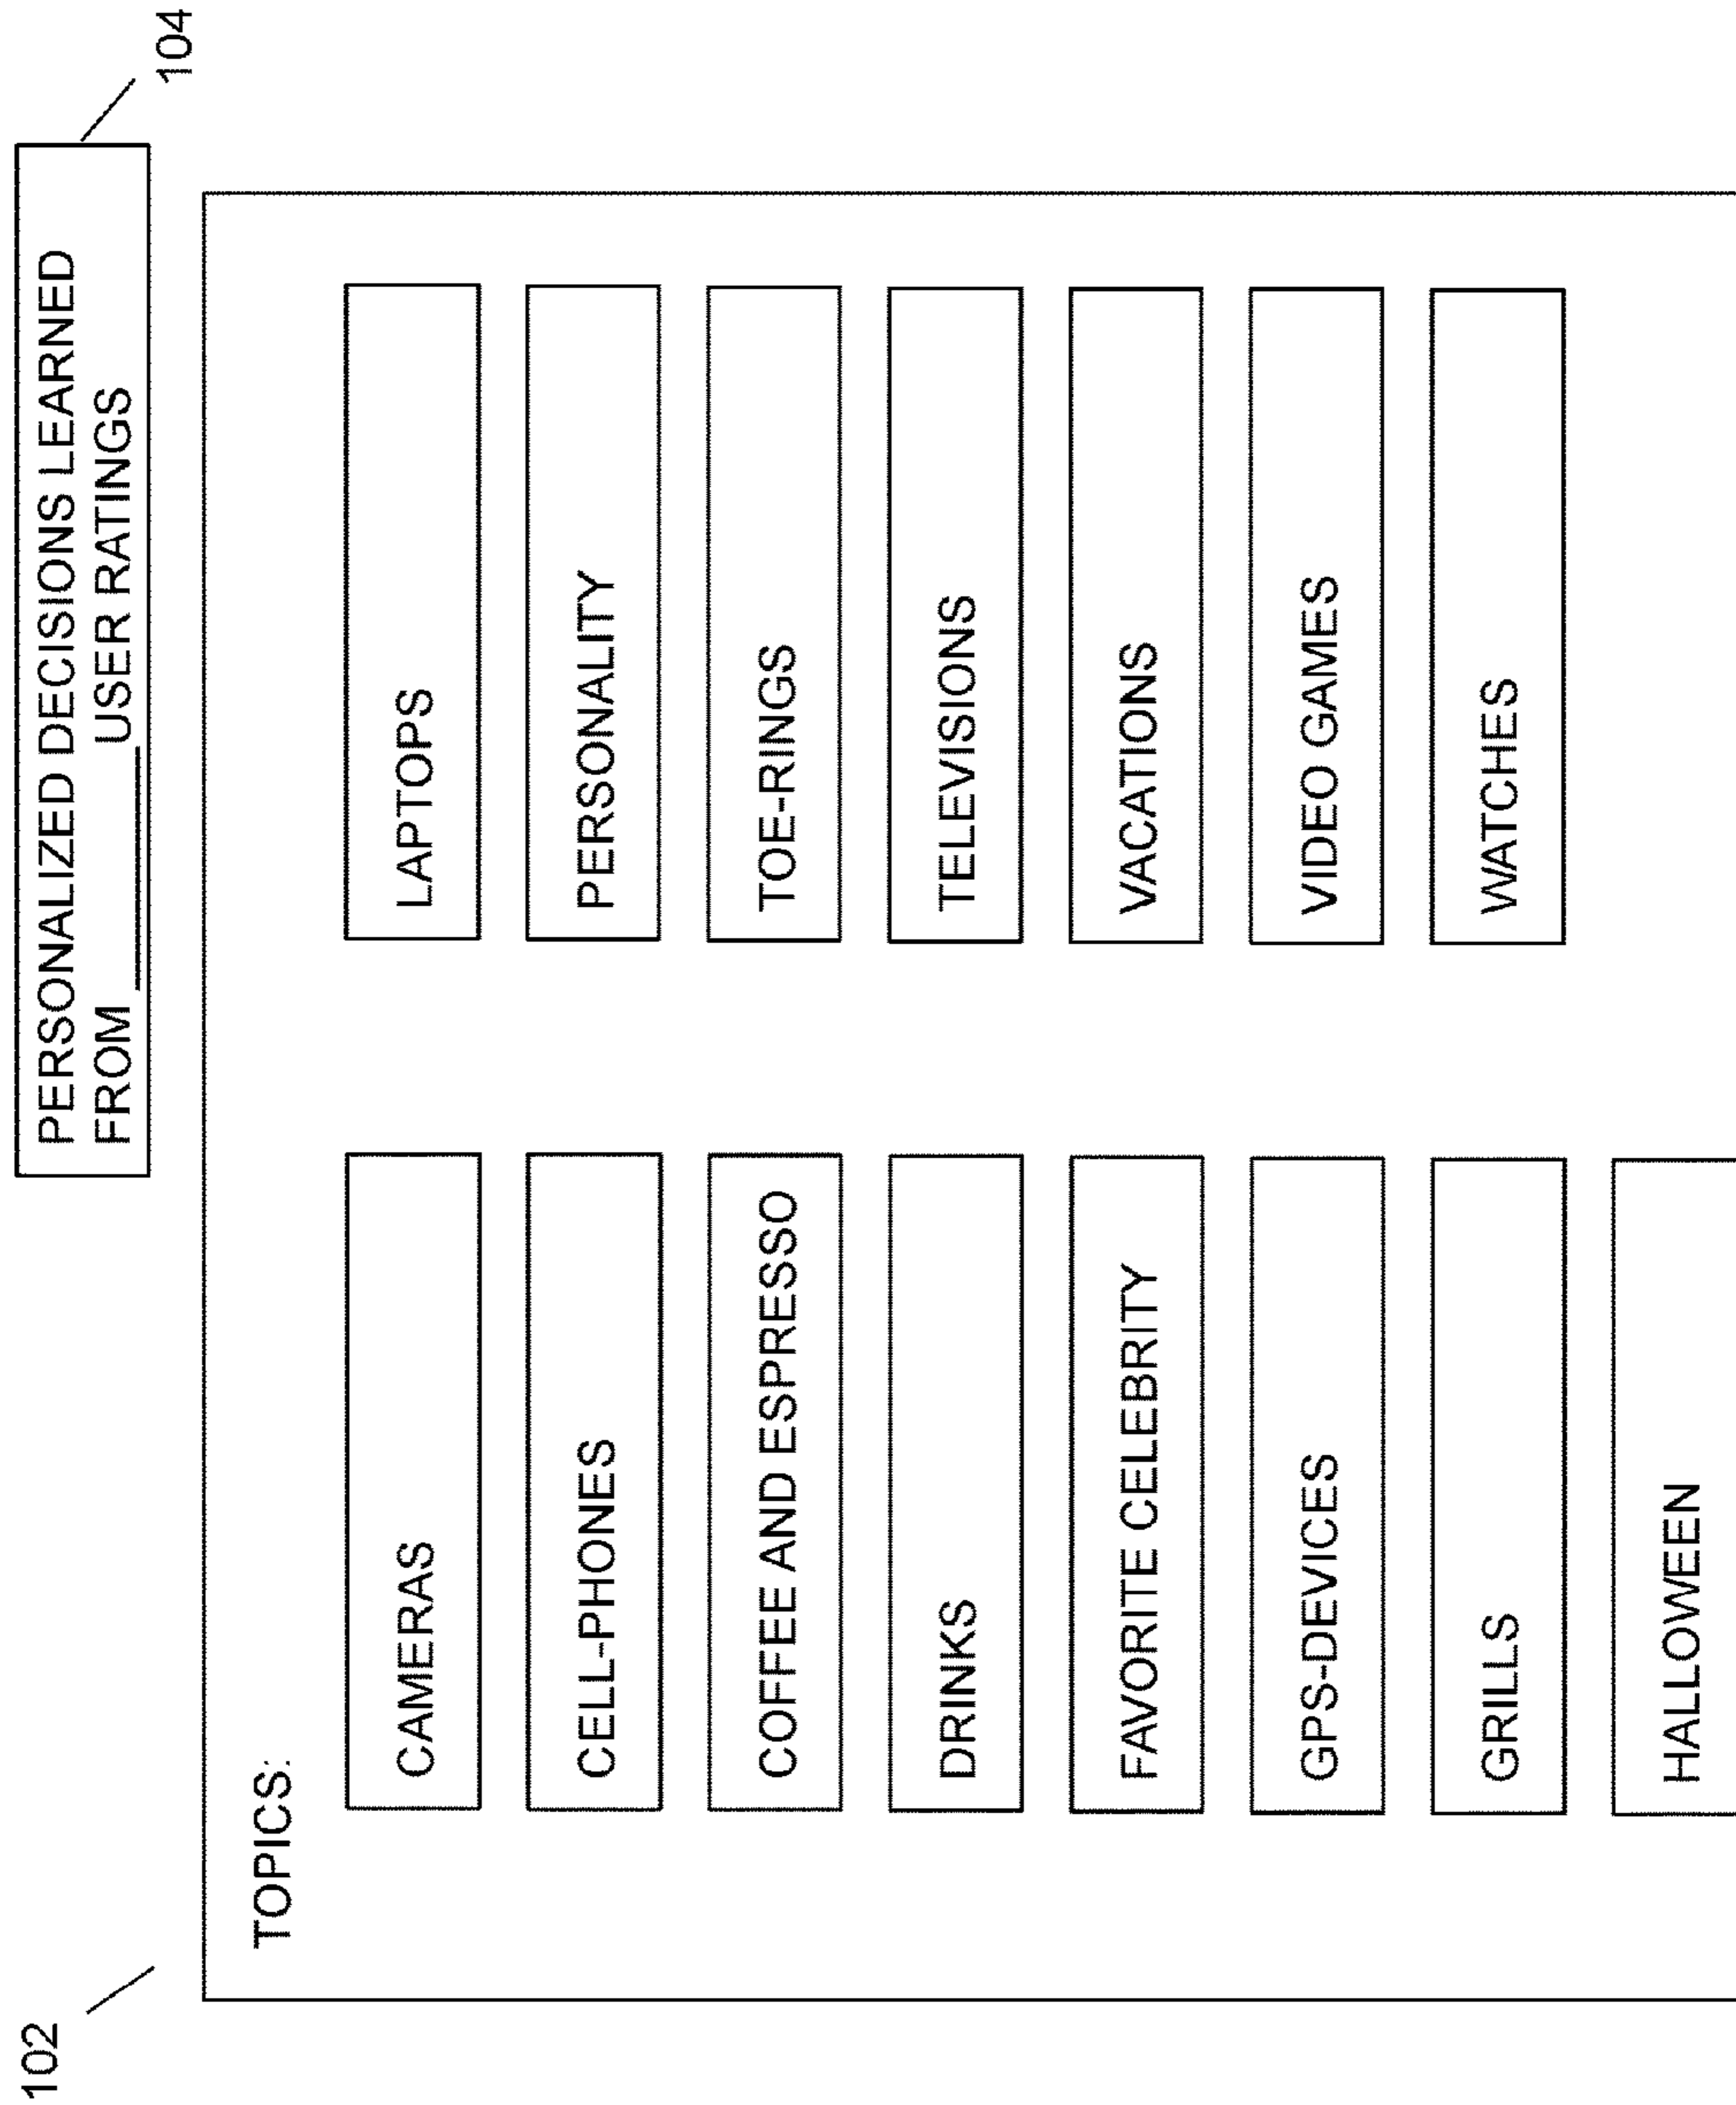 102
104
PERSONALIZED DECISIONS LEARNED
FROM ________ USER RATINGS
TOPICS:
CAMERAS
CELL-PHONES
COFFEE AND ESPRESSO
DRINKS
FAVORITE CELEBRITY
GPS-DEVICES
GRILLS
HALLOWEEN
LAPTOPS
PERSONALITY
TOE-RINGS
TELEVISIONS
VACATIONS
VIDEO GAMES
WATCHES